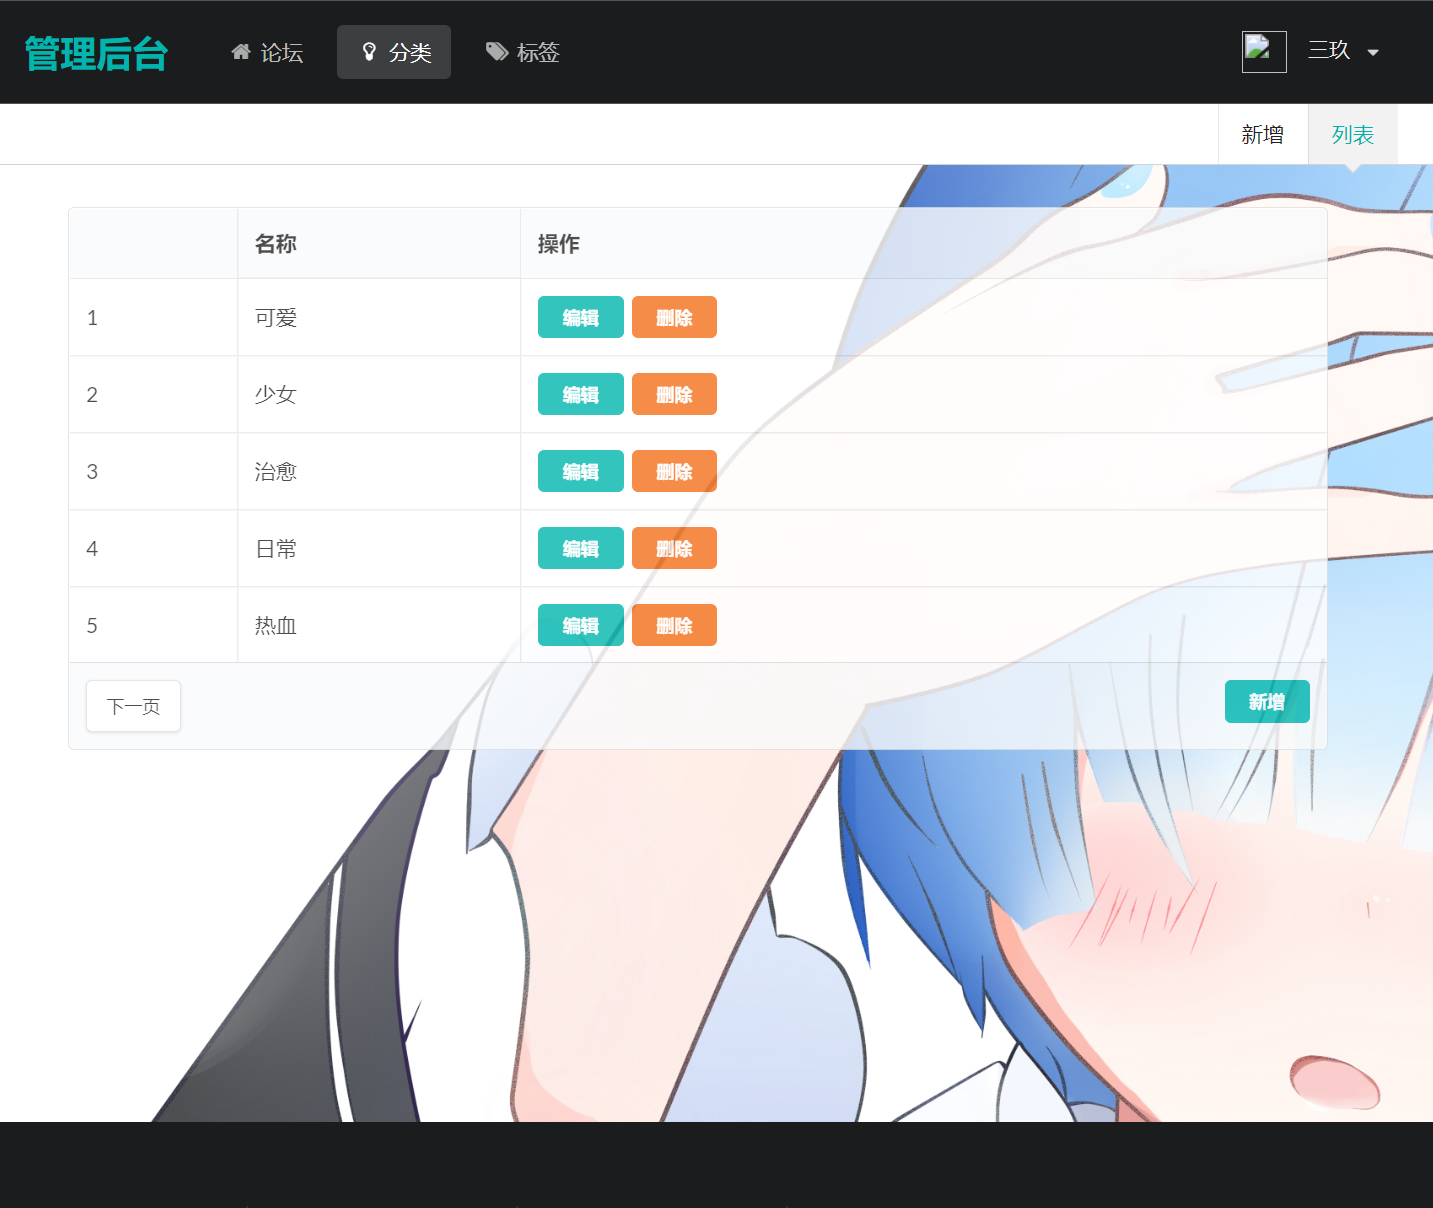 管理后台 论坛 分类 标签 三玖
新增 列表
名称 操作
1 可爱 编辑 删除
2 少女 编辑 删除
3 治愈 编辑 删除
4 日常 编辑 删除
5 热血 编辑 删除
下一页 新增